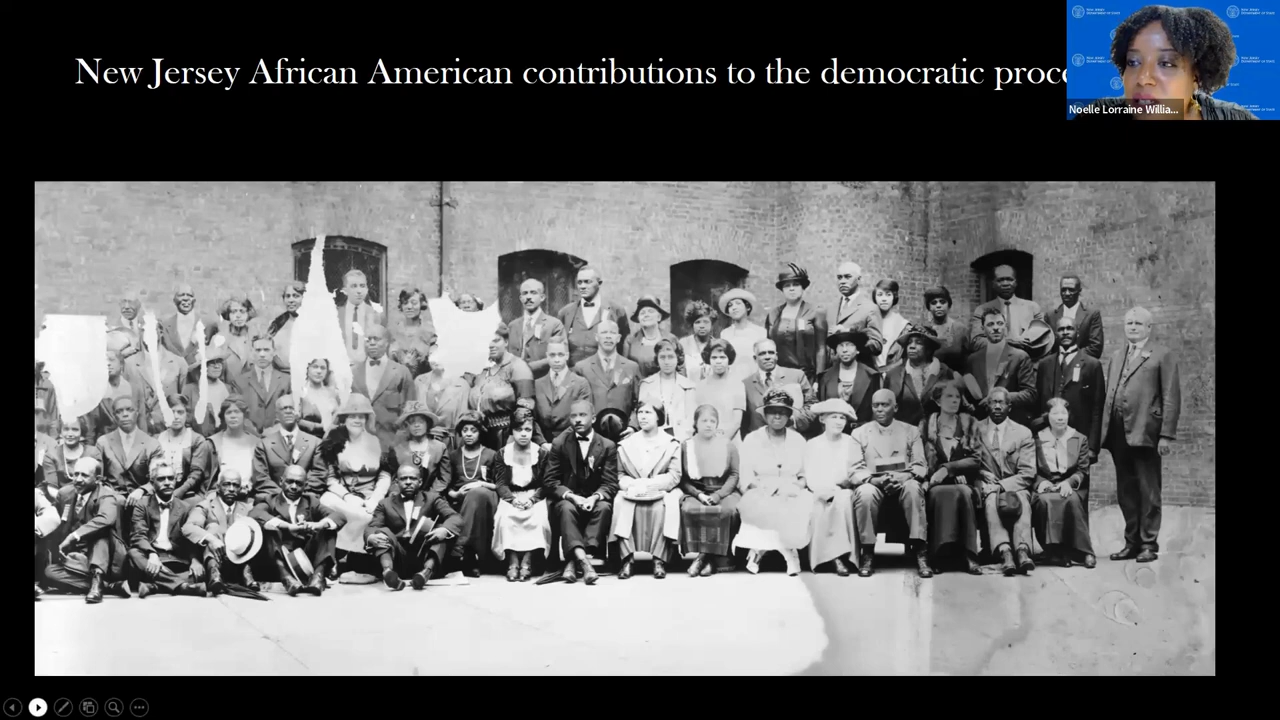 New Jersey African American contributions to the democratic proc
Noelle Lorraine Willia...